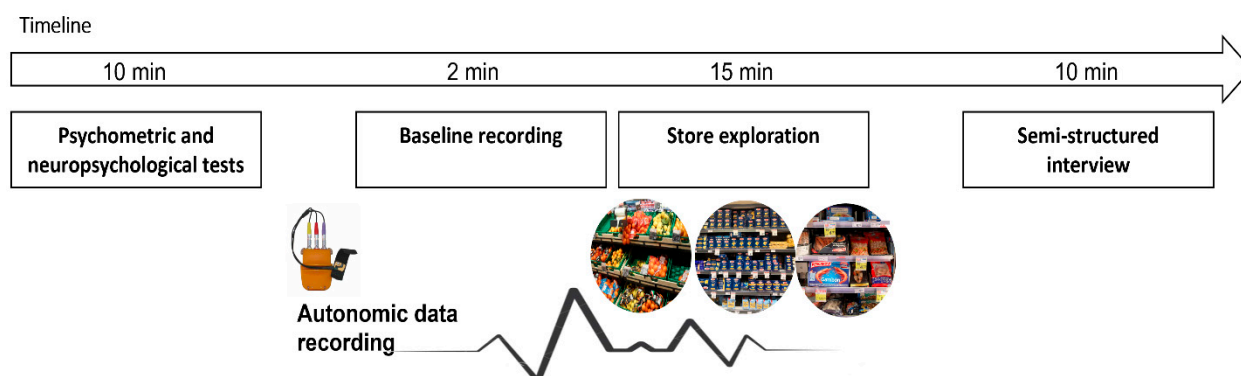 Timeline
10 min
2 min
15 min
10 min
Psychometric and
neuropsychological tests
Baseline recording
Store exploration
Semi-structured
interview
Autonomic data
recording